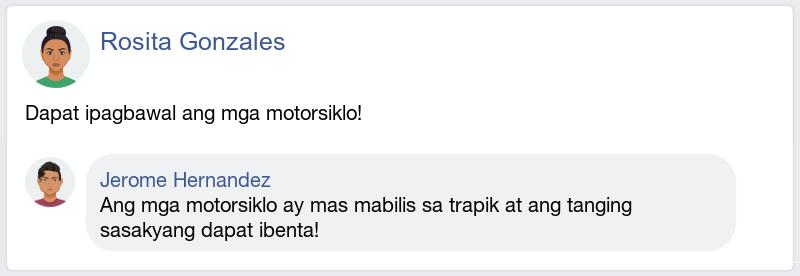 Rosita Gonzales
Dapat ipagbawal ang mga motorsiklo!
Jerome Hernandez
Ang mga motorsiklo ay mas mabilis sa trapik at ang tanging
sasakyang dapat ibenta!